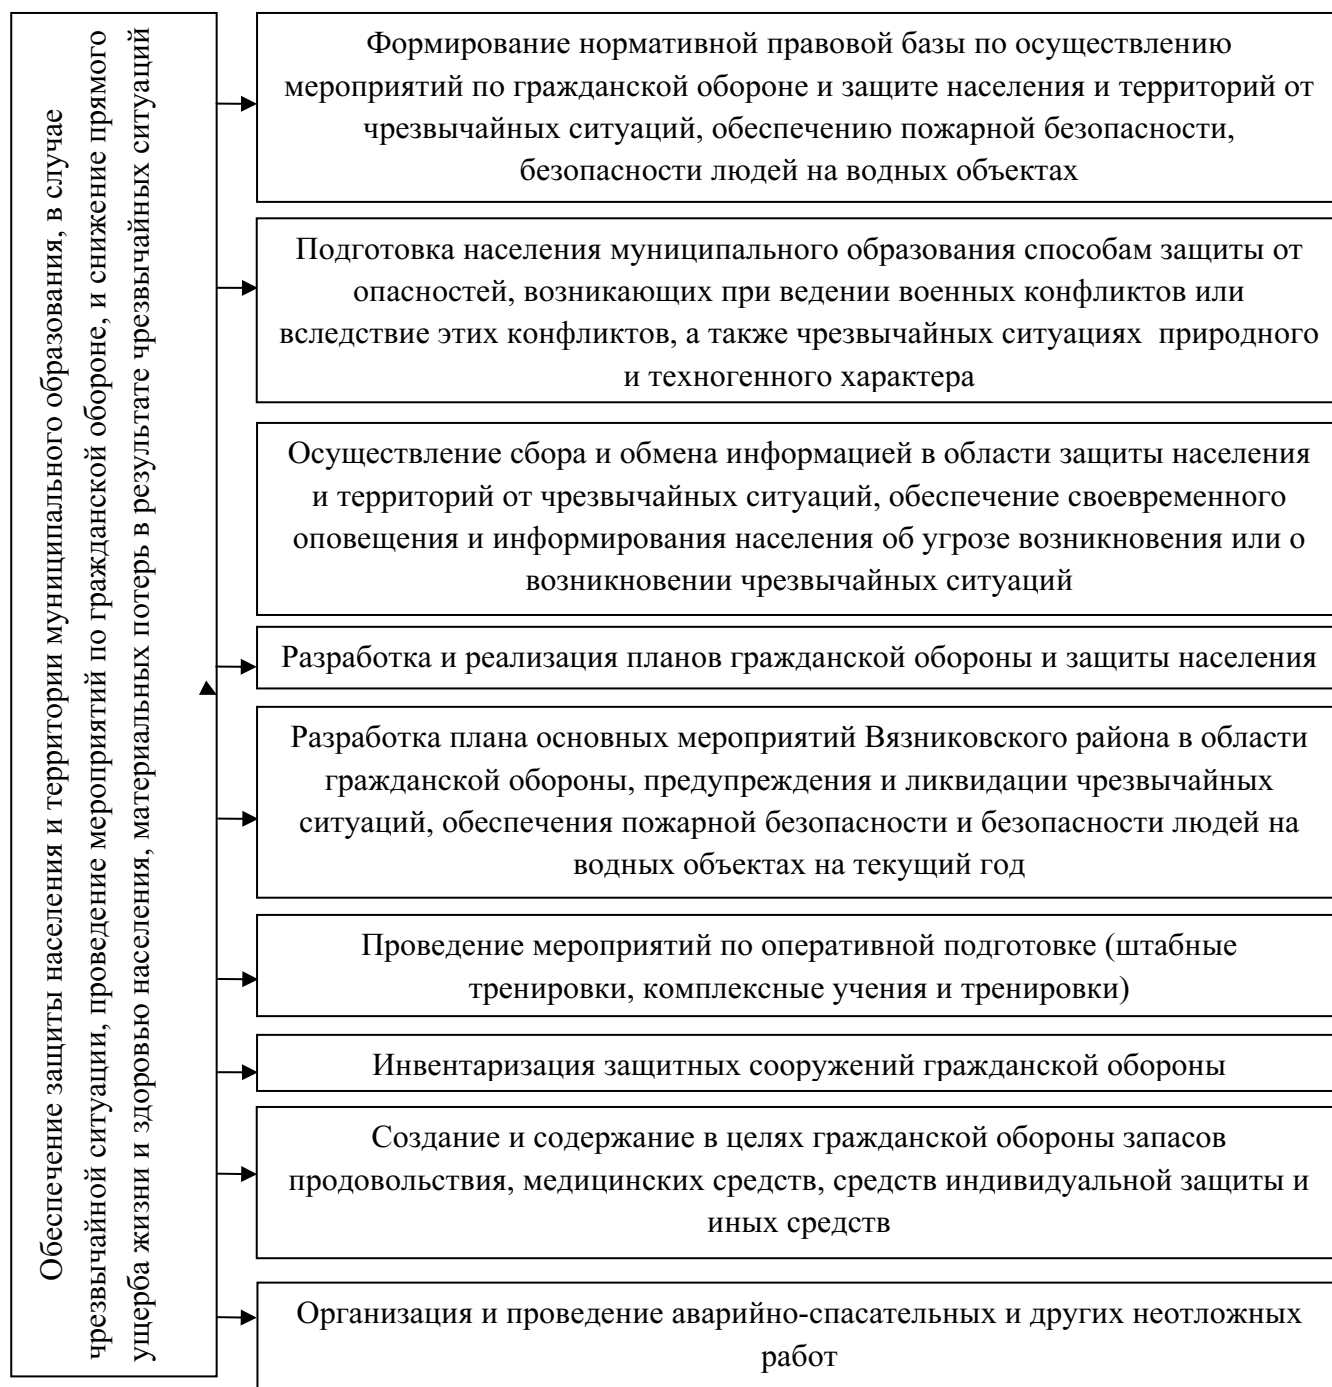 Обеспечение защиты населения и территории муниципального образования, в случае
чрезвычайной ситуации, проведение мероприятий по гражданской обороне, и снижение прямого
ущерба жизни и здоровью населения, материальных потерь в результате чрезвычайных ситуаций
Формирование нормативной правовой базы по осуществлению
мероприятий по гражданской обороне и защите населения и территорий от
чрезвычайных ситуаций, обеспечению пожарной безопасности,
безопасности людей на водных объектах
Подготовка населения муниципального образования способам защиты от
опасностей, возникающих при ведении военных конфликтов или
вследствие этих конфликтов, а также чрезвычайных ситуациях  природного
и техногенного характера
Осуществление сбора и обмена информацией в области защиты населения
и территорий от чрезвычайных ситуаций, обеспечение своевременного
оповещения и информирования населения об угрозе возникновения или о
возникновении чрезвычайных ситуаций
Разработка и реализация планов гражданской обороны и защиты населения
Разработка плана основных мероприятий Вязниковского района в области
гражданской обороны, предупреждения и ликвидации чрезвычайных
ситуаций, обеспечения пожарной безопасности и безопасности людей на
водных объектах на текущий год
Проведение мероприятий по оперативной подготовке (штабные
тренировки, комплексные учения и тренировки)
Инвентаризация защитных сооружений гражданской обороны
Создание и содержание в целях гражданской обороны запасов
продовольствия, медицинских средств, средств индивидуальной защиты и
иных средств
Организация и проведение аварийно-спасательных и других неотложных
работ